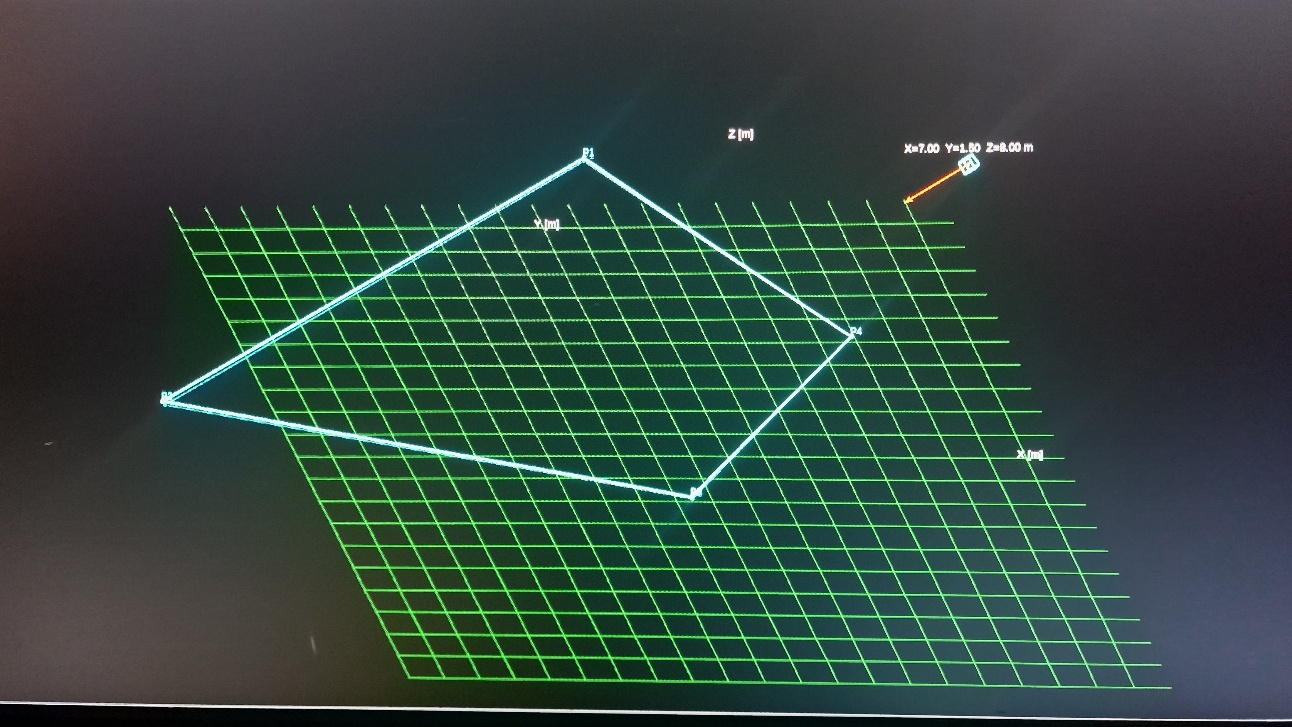 Z [m]
X=7.00 Y=1.50 Z=8.00 m
P1
Y [m]
P4
X [m]